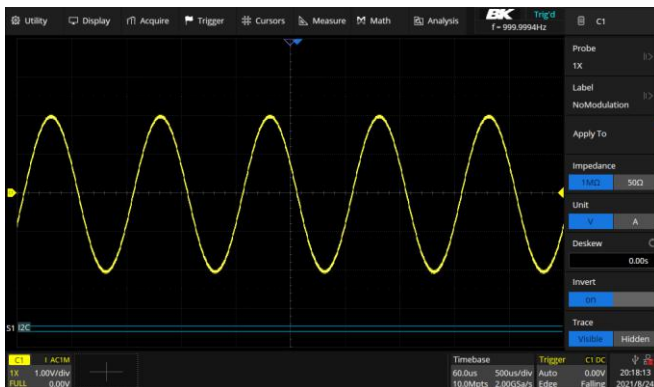 Utility Display Acquire Trigger Cursors Measure Math Analysis BK Trig'd C1
f = 999.9994Hz
Probe
1X
Label
NoModulation
Apply To
Impedance
1MΩ 50Ω
Unit
V A
Deskew
0.00s
Invert
on
Trace
Visible Hidden
S1 I2C
C1 AC1M
1X 1.00V/div
FULL 0.00V
Timebase
60.0us 500us/div
10.0Mpts 2.00GSa/s
Trigger C1 DC
Auto 0.00V
Edge Falling
20:18:13
2021/8/24